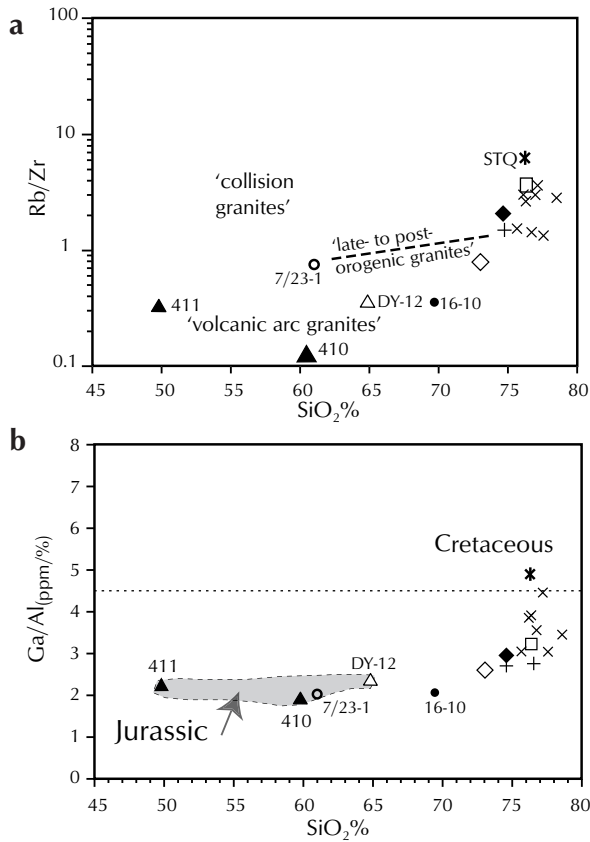 a
100
10
1
0.1
Rb/Zr
STQ
'collision
granites'
'late- to post-
orogenic granites'
7/23-1
411
'volcanic arc granites'
DY-12
16-10
410
45 50 55 60 65 70 75 80
SiO₂%
b
8
7
6
5
4
3
2
1
0
Ga/Al(ppm/%)
Cretaceous
411
DY-12
410
7/23-1
16-10
Jurassic
45 50 55 60 65 70 75 80
SiO₂%